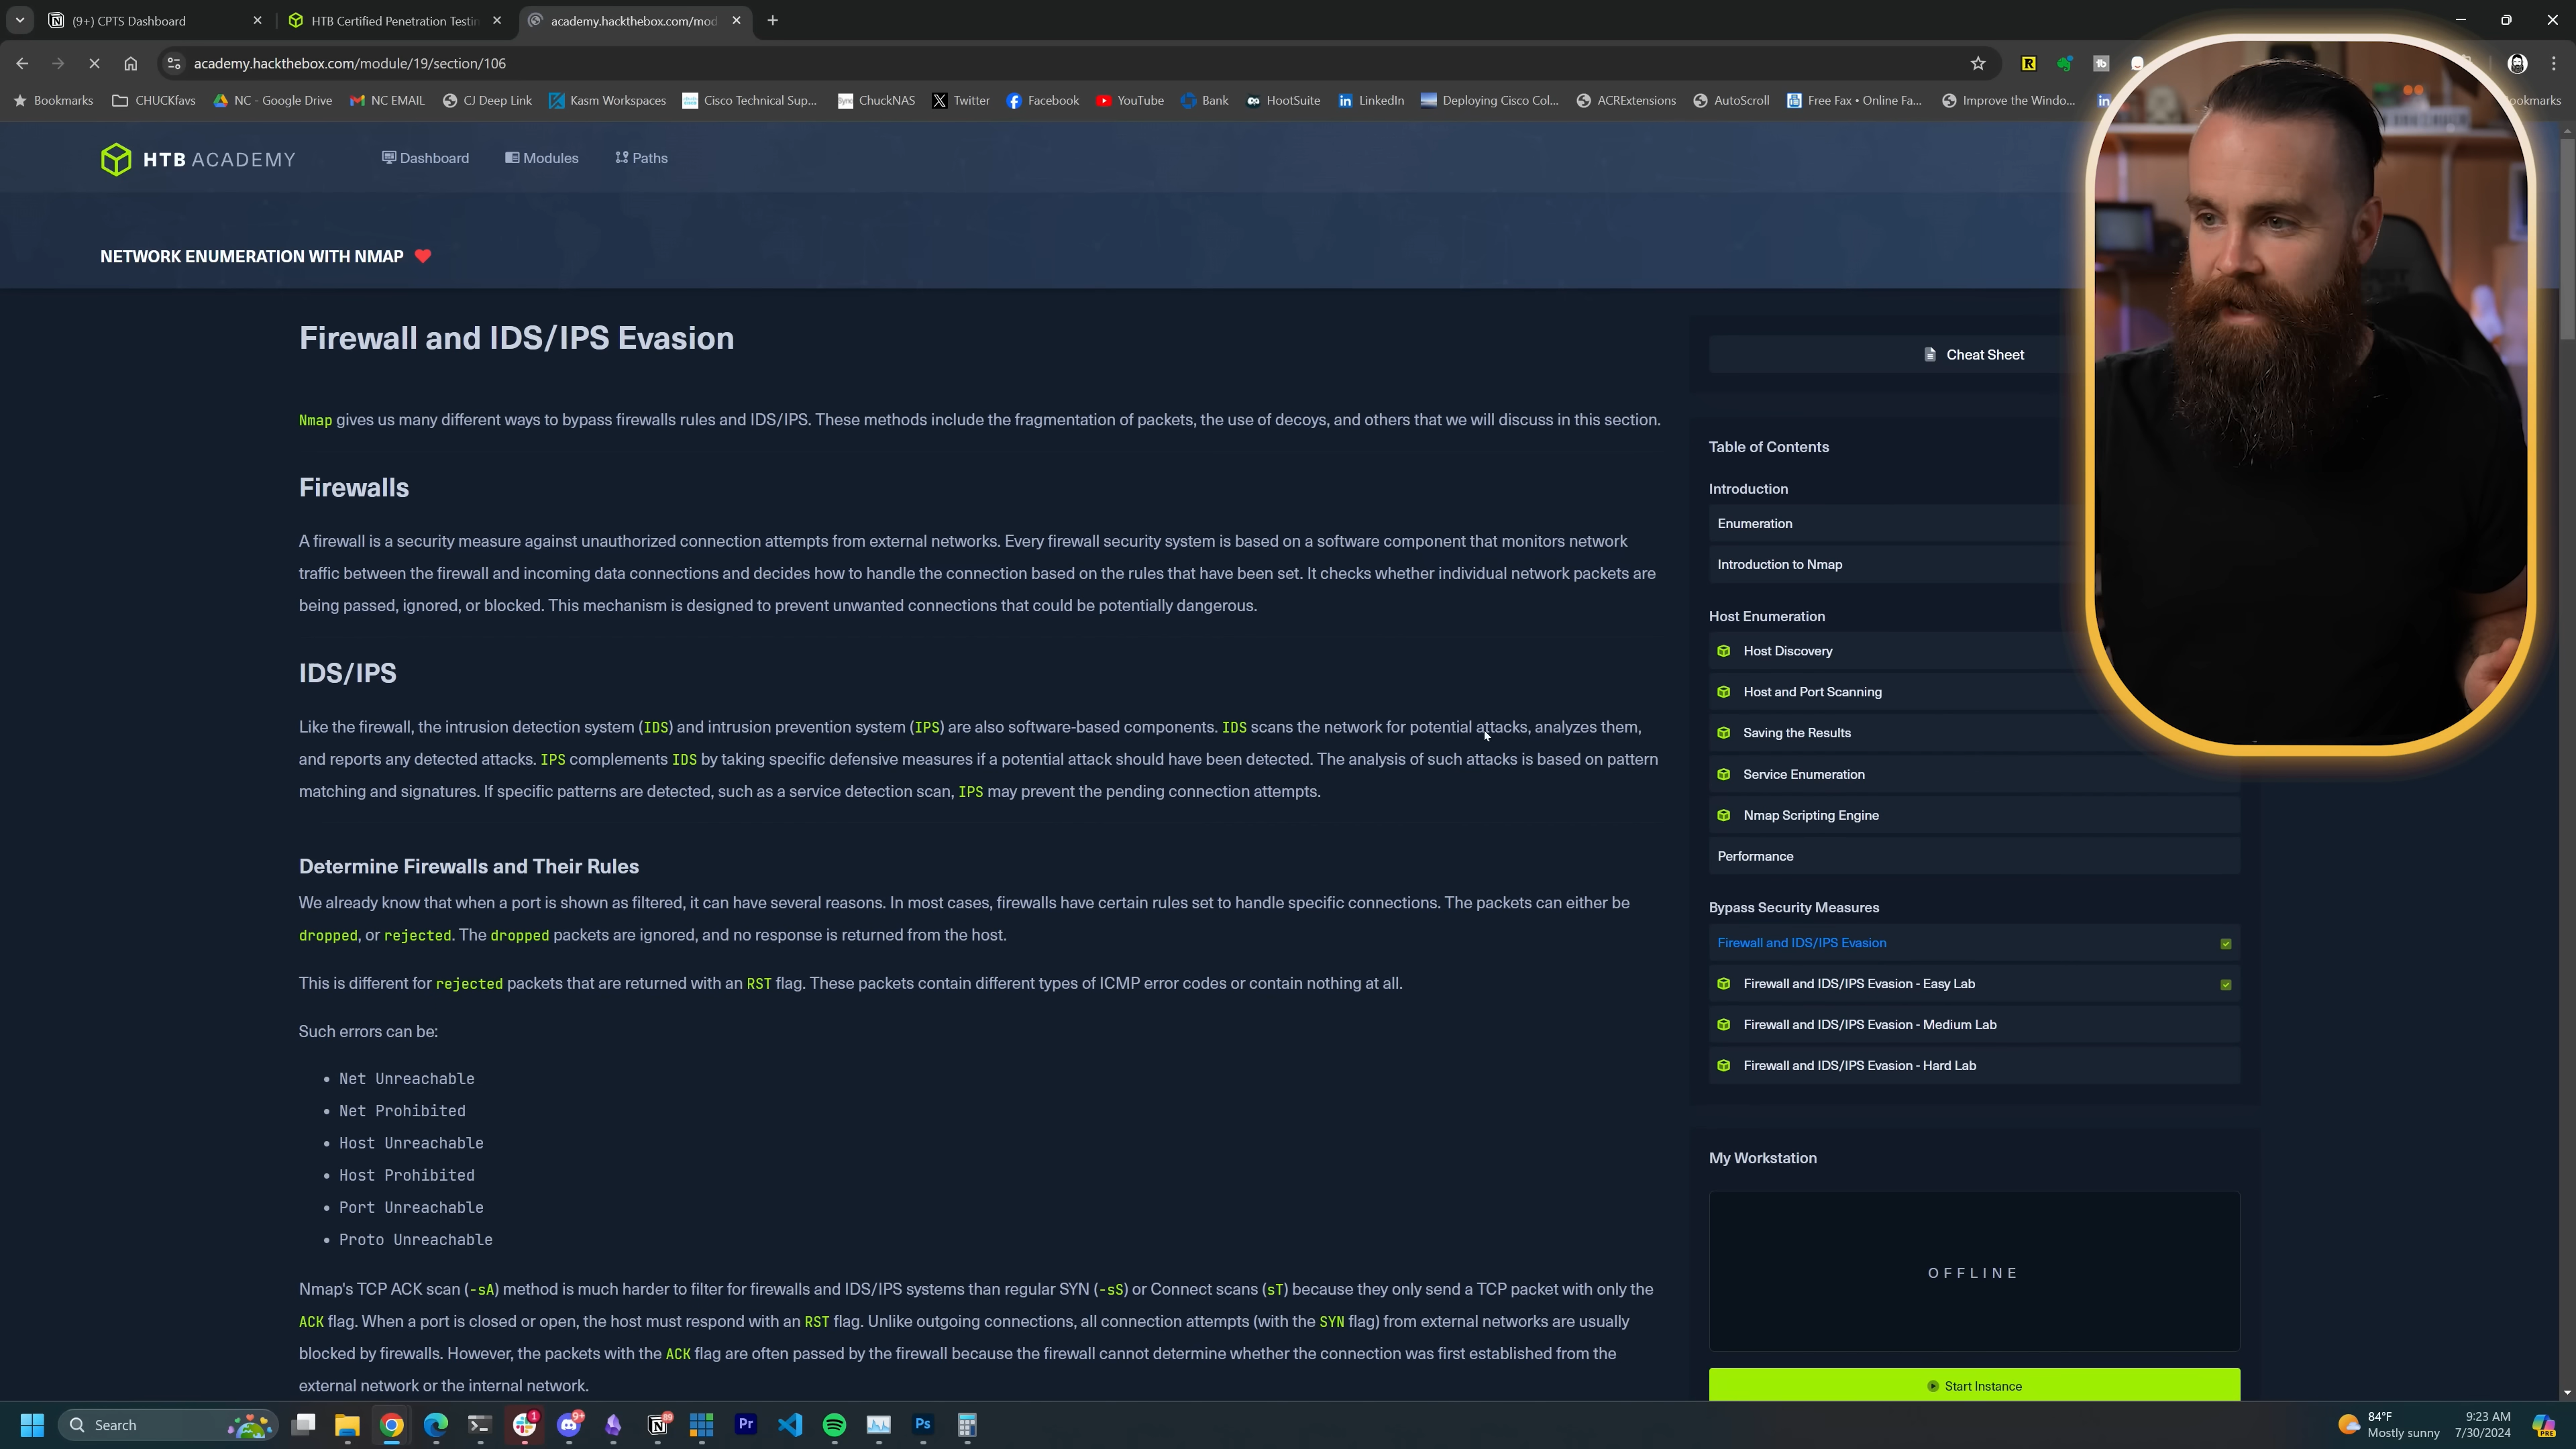 (9+) CPTS Dashboard
HTB Certified Penetration Testin
academy.hackthebox.com/mod
academy.hackthebox.com/module/19/section/106
Bookmarks
CHUCKfavs
NC - Google Drive
NC EMAIL
CJ Deep Link
Kasm Workspaces
Cisco Technical Sup...
ChuckNAS
Twitter
Facebook
YouTube
Bank
HootSuite
LinkedIn
Deploying Cisco Col...
ACRExtensions
AutoScroll
Free Fax • Online Fa...
Improve the Windo...
ookmarks
HTB ACADEMY
Dashboard
Modules
Paths
NETWORK ENUMERATION WITH NMAP
Firewall and IDS/IPS Evasion
Nmap gives us many different ways to bypass firewalls rules and IDS/IPS. These methods include the fragmentation of packets, the use of decoys, and others that we will discuss in this section.
Firewalls
A firewall is a security measure against unauthorized connection attempts from external networks. Every firewall security system is based on a software component that monitors network
traffic between the firewall and incoming data connections and decides how to handle the connection based on the rules that have been set. It checks whether individual network packets are
being passed, ignored, or blocked. This mechanism is designed to prevent unwanted connections that could be potentially dangerous.
IDS/IPS
Like the firewall, the intrusion detection system (IDS) and intrusion prevention system (IPS) are also software-based components. IDS scans the network for potential attacks, analyzes them,
and reports any detected attacks. IPS complements IDS by taking specific defensive measures if a potential attack should have been detected. The analysis of such attacks is based on pattern
matching and signatures. If specific patterns are detected, such as a service detection scan, IPS may prevent the pending connection attempts.
Determine Firewalls and Their Rules
We already know that when a port is shown as filtered, it can have several reasons. In most cases, firewalls have certain rules set to handle specific connections. The packets can either be
dropped, or rejected. The dropped packets are ignored, and no response is returned from the host.
This is different for rejected packets that are returned with an RST flag. These packets contain different types of ICMP error codes or contain nothing at all.
Such errors can be:
• Net Unreachable
• Net Prohibited
• Host Unreachable
• Host Prohibited
• Port Unreachable
• Proto Unreachable
Nmap's TCP ACK scan (-sA) method is much harder to filter for firewalls and IDS/IPS systems than regular SYN (-sS) or Connect scans (sT) because they only send a TCP packet with only the
ACK flag. When a port is closed or open, the host must respond with an RST flag. Unlike outgoing connections, all connection attempts (with the SYN flag) from external networks are usually
blocked by firewalls. However, the packets with the ACK flag are often passed by the firewall because the firewall cannot determine whether the connection was first established from the
external network or the internal network.
Cheat Sheet
Table of Contents
Introduction
Enumeration
Introduction to Nmap
Host Enumeration
Host Discovery
Host and Port Scanning
Saving the Results
Service Enumeration
Nmap Scripting Engine
Performance
Bypass Security Measures
Firewall and IDS/IPS Evasion
Firewall and IDS/IPS Evasion - Easy Lab
Firewall and IDS/IPS Evasion - Medium Lab
Firewall and IDS/IPS Evasion - Hard Lab
My Workstation
OFFLINE
Start Instance
Search
84°F
Mostly sunny
9:23 AM
7/30/2024